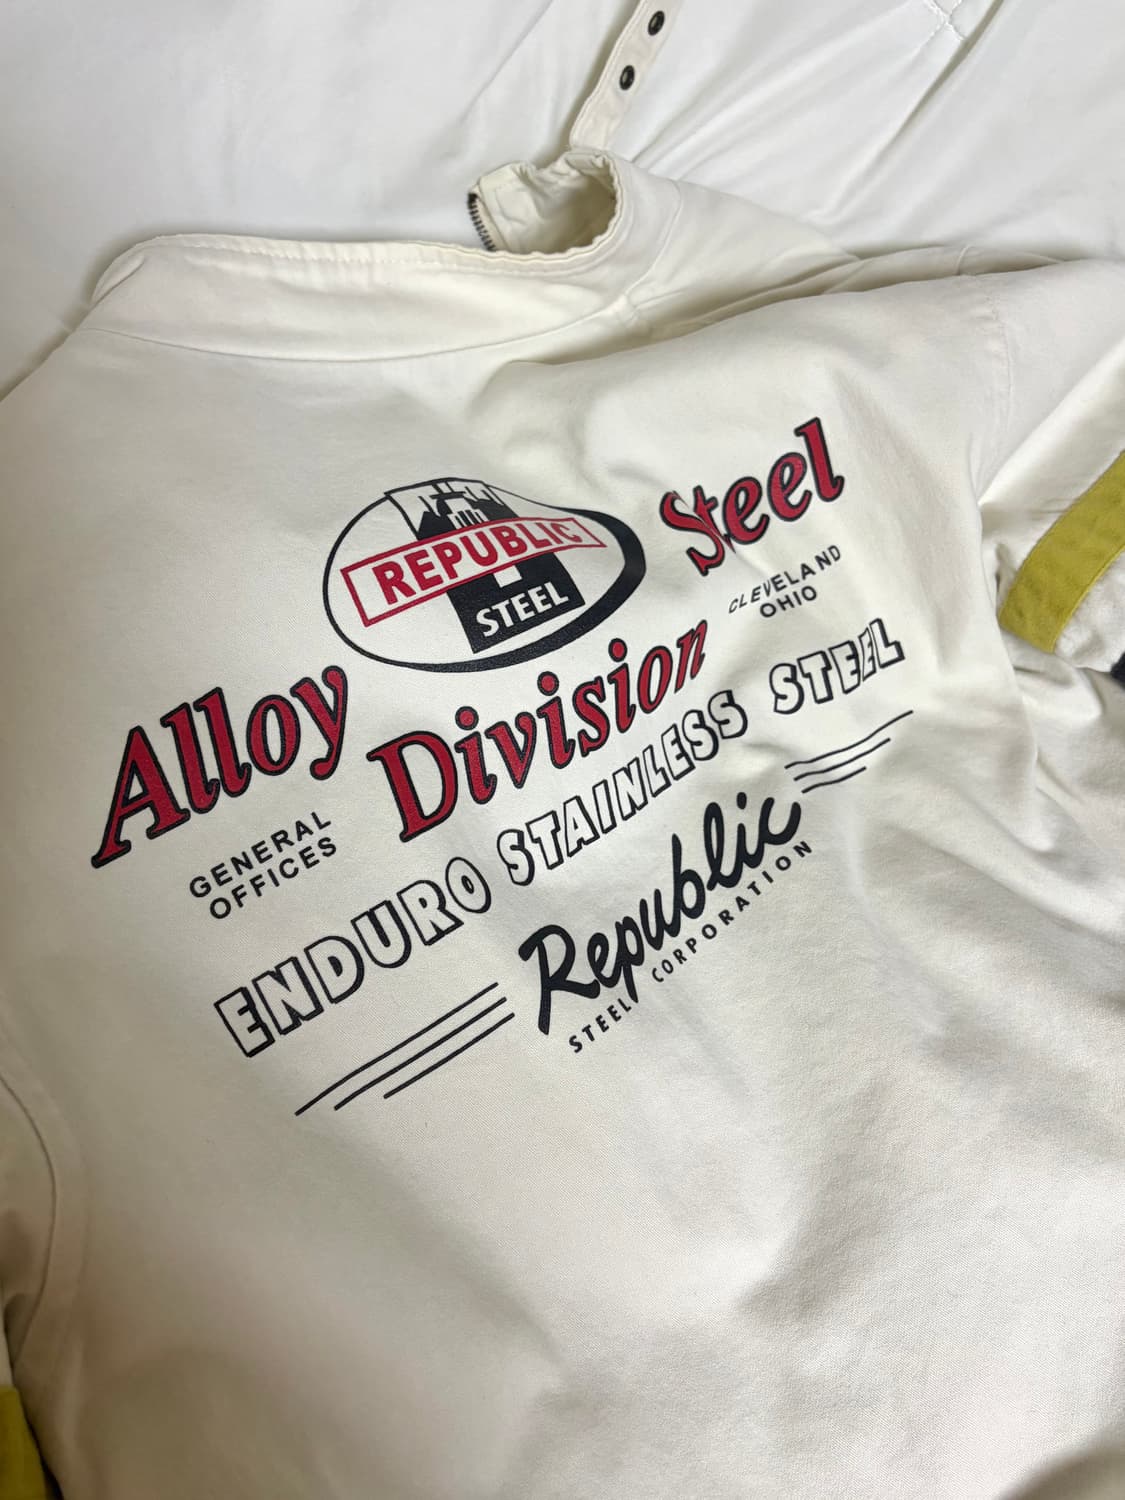 REPUBLIC
STEEL
Alloy Steel
Division
GENERAL
OFFICES
CLEVELAND
OHIO
ENDURO STAINLESS STEEL
Republic
STEEL CORPORATION